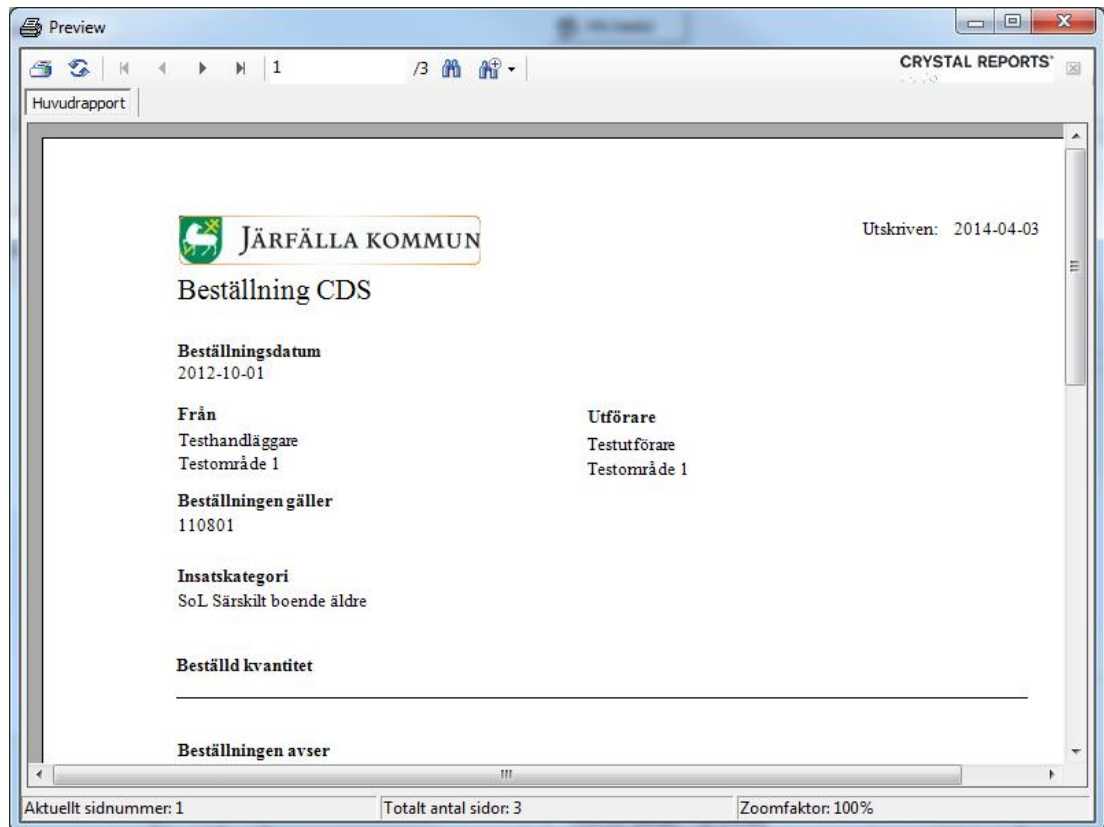 Preview
1 /3
CRYSTAL REPORTS®
Huvudrapport
JÄRFÄLLA KOMMUN
Utskriven: 2014-04-03
Beställning CDS
Beställningsdatum
2012-10-01
Från
Utförare
Testhandläggare
Testutförare
Testområde 1
Testområde 1
Beställningen gäller
110801
Insatskategori
SoL Särskilt boende äldre
Beställd kvantitet
Beställningen avser
Aktuellt sidnummer: 1
Totalt antal sidor: 3
Zoomfaktor: 100%